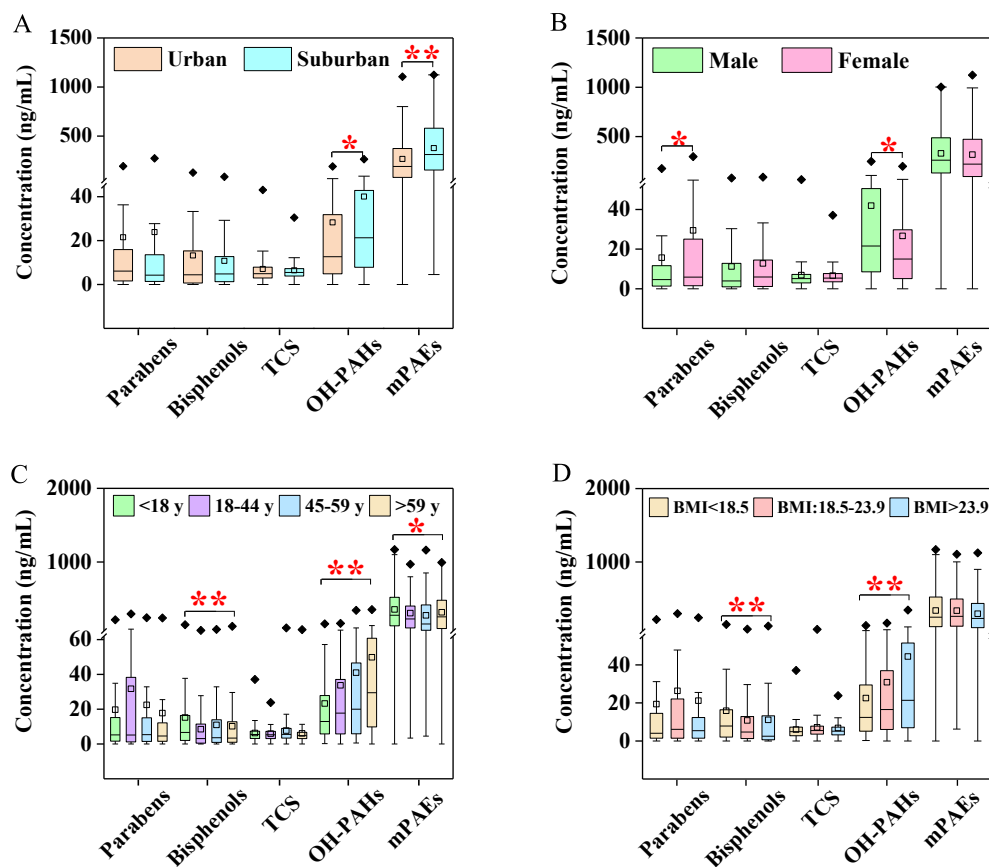 A
1500
1000
500
40
20
0
Concentration (ng/mL)
Urban
Suburban
*
**
Parabens
Bisphenols
TCS
OH-PAHs
mPAEs
B
1500
1000
500
40
20
0
Concentration (ng/mL)
Male
Female
*
*
Parabens
Bisphenols
TCS
OH-PAHs
mPAEs
C
2000
1000
60
40
20
0
Concentration (ng/mL)
<18 y
18-44 y
45-59 y
>59 y
**
**
*
Parabens
Bisphenols
TCS
OH-PAHs
mPAEs
D
2000
1000
40
20
0
Concentration (ng/mL)
BMI<18.5
BMI:18.5-23.9
BMI>23.9
**
**
Parabens
Bisphenols
TCS
OH-PAHs
mPAEs